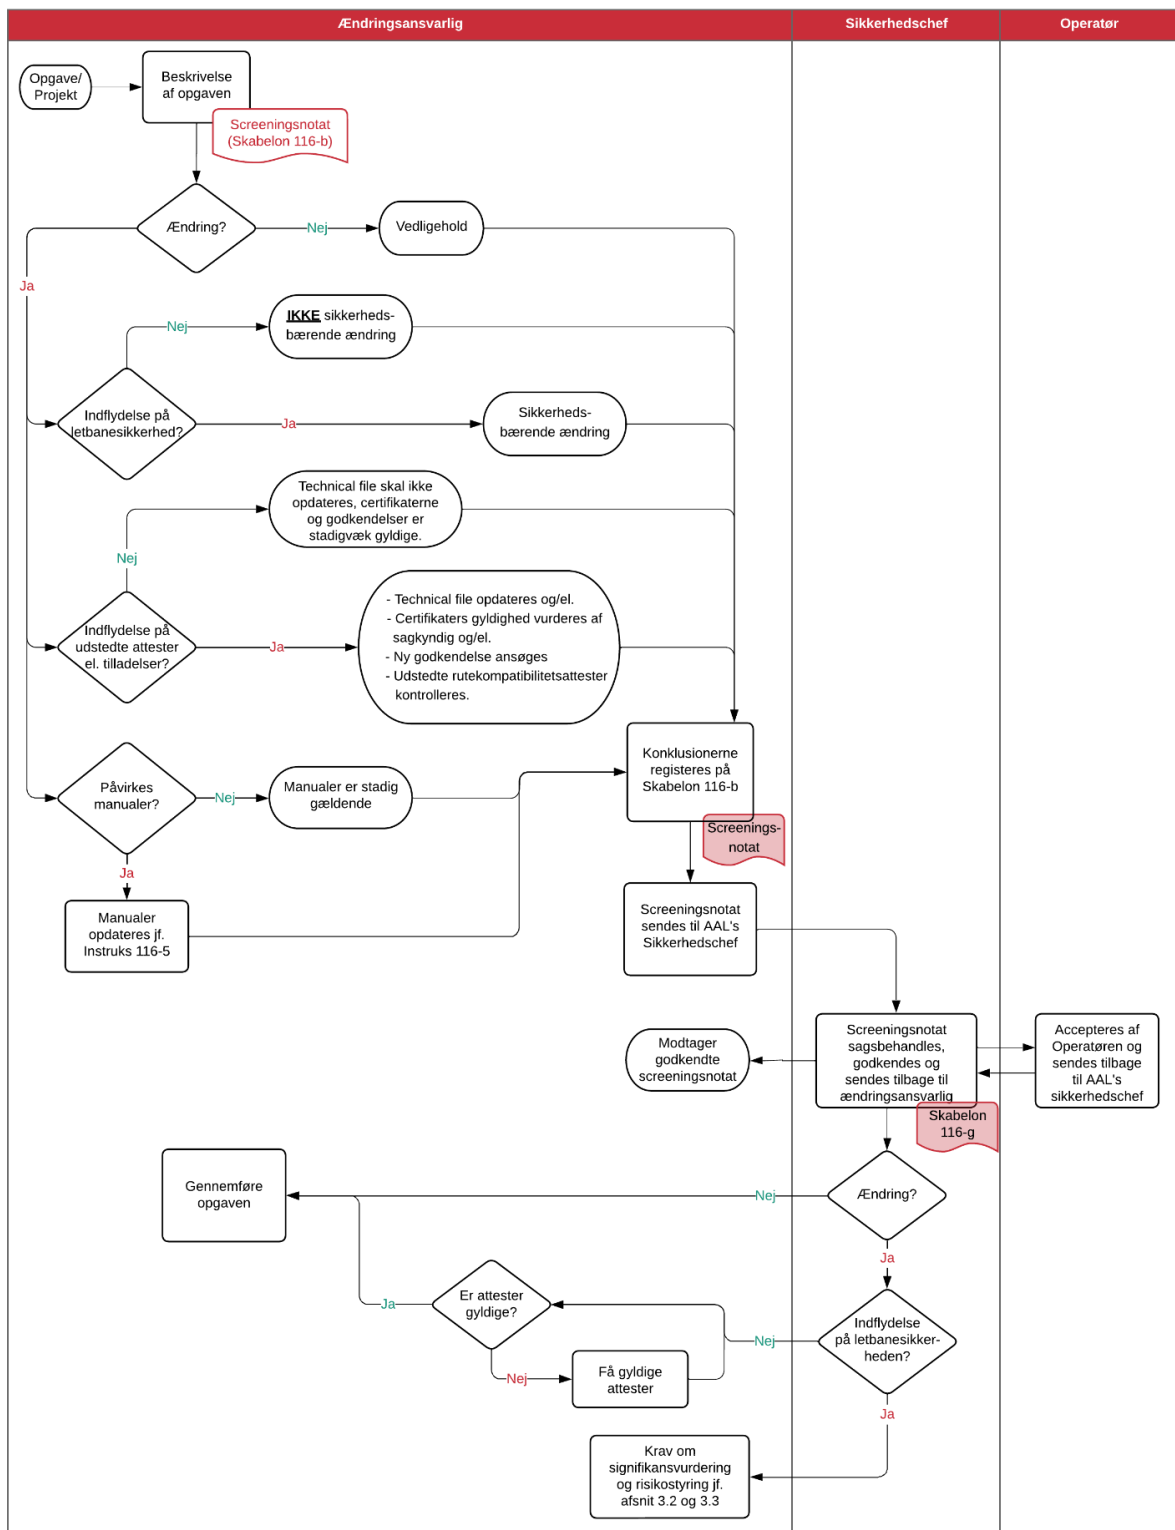 Ændringsansvarlig
Sikkerhedschef
Operatør
Opgave/
Projekt
Beskrivelse
af opgaven
Screeningsnotat
(Skabelon 116-b)
Ændring?
Nej
Vedligehold
Ja
Nej
IKKE sikkerheds-
bærende ændring
Indflydelse på
letbanesikkerhed?
Ja
Sikkerheds-
bærende ændring
Technical file skal ikke
opdateres, certifikaterne
og godkendelser er
stadigvæk gyldige.
Nej
Indflydelse på
udstedte attester
el. tilladelser?
Ja
- Technical file opdateres og/el.
- Certifikaters gyldighed vurderes af
sagkyndig og/el.
- Ny godkendelse ansøges
- Udstedte rutekompatibilitetsattester
kontrolleres.
Påvirkes
manualer?
Nej
Manualer er stadig
gældende
Konklusionerne
registeres på
Skabelon 116-b
Screenings-
notat
Ja
Manualer
opdateres jf.
Instruks 116-5
Screeningsnotat
sendes til AAL's
Sikkerhedschef
Modtager
godkendte
screeningsnotat
Screeningsnotat
sagsbehandles,
godkendes og
sendes tilbage til
ændringsansvarlig
Accepteres af
Operatøren og
sendes tilbage
til AAL's
sikkerhedschef
Skabelon
116-g
Gennemføre
opgaven
Nej
Ændring?
Ja
Er attester
gyldige?
Ja
Nej
Få gyldige
attester
Nej
Indflydelse
på letbanesikker-
heden?
Ja
Krav om
signifikansvurdering
og risikostyring jf.
afsnit 3.2 og 3.3